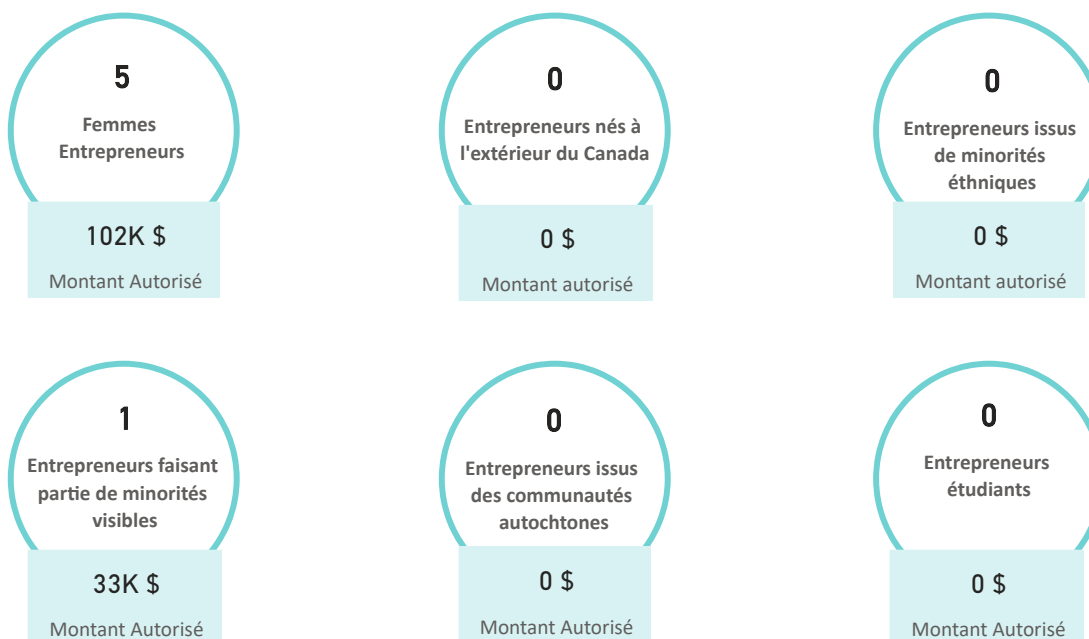 5
Femmes
Entrepreneurs
102K $
Montant Autorisé
0
Entrepreneurs nés à
l'extérieur du Canada
0 $
Montant autorisé
0
Entrepreneurs issus
de minorités
éthniques
0 $
Montant autorisé
1
Entrepreneurs faisant
partie de minorités
visibles
33K $
Montant Autorisé
0
Entrepreneurs issus
des communautés
autochtones
0 $
Montant Autorisé
0
Entrepreneurs
étudiants
0 $
Montant Autorisé